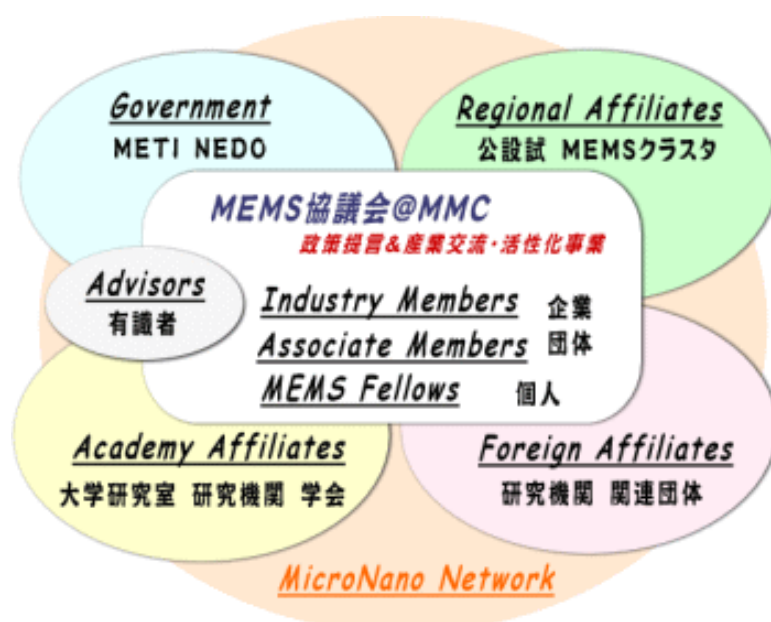 Government
METI NEDO
Regional Affiliates
公設試 MEMSクラスタ
MEMS協議会@MMC
政策提言&産業交流・活性化事業
Advisors
有識者
Industry Members 企業
Associate Members 団体
MEMS Fellows 個人
Academy Affiliates
大学研究室 研究機関 学会
Foreign Affiliates
研究機関 関連団体
MicroNano Network